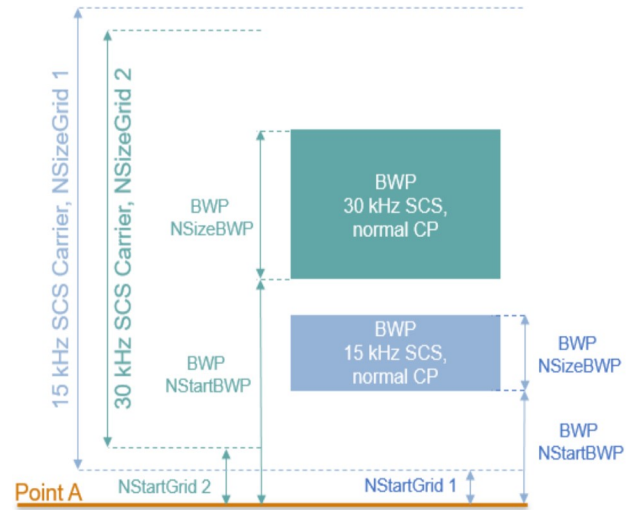 15 kHz SCS Carrier, NSizeGrid 1
30 kHz SCS Carrier, NSizeGrid 2
BWP
NSizeBWP
BWP
30 kHz SCS,
normal CP
BWP
NStartBWP
BWP
15 kHz SCS,
normal CP
BWP
NSizeBWP
BWP
NStartBWP
Point A
NStartGrid 2
NStartGrid 1